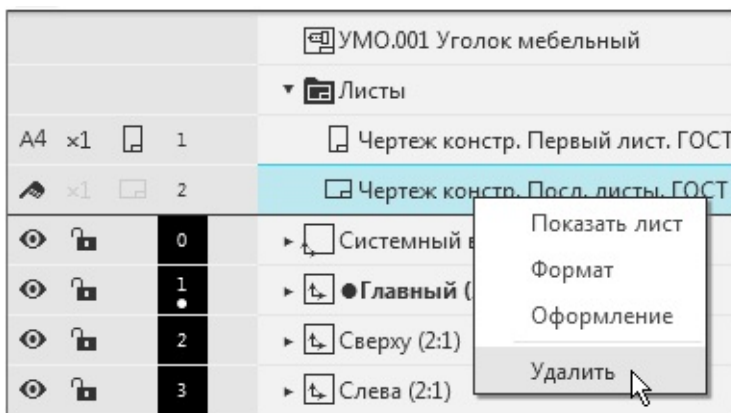 УМО.001 Уголок мебельный
Листы
А4 ×1 1 Чертеж констр. Первый лист. ГОСТ
×1 2 Чертеж констр. Посл. листы. ГОСТ
Показать лист
0 Системный в
Формат
1 Главный (.
Оформление
2 Сверху (2:1)
Удалить
3 Слева (2:1)